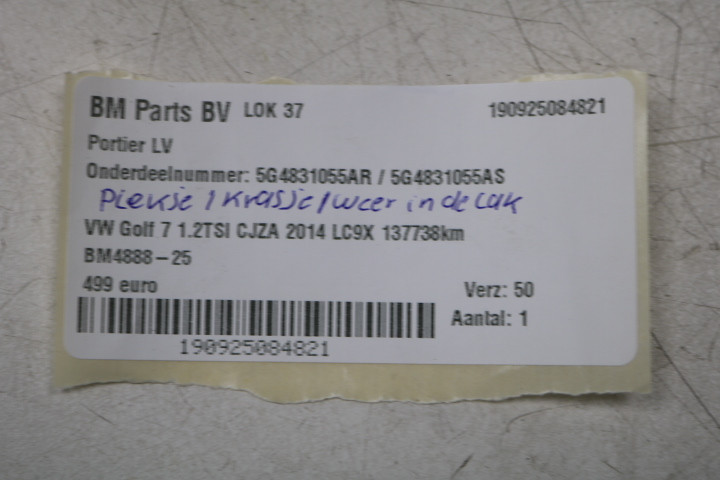 BM Parts BV LOK 37 190925084821
Portier LV
Onderdeelnummer: 5G4831055AR / 5G4831055AS
Plekje / krasje / weer in de lak
VW Golf 7 1.2TSI CJZA 2014 LC9X 137738km
BM4888-25
499 euro Verz: 50
Aantal: 1
190925084821